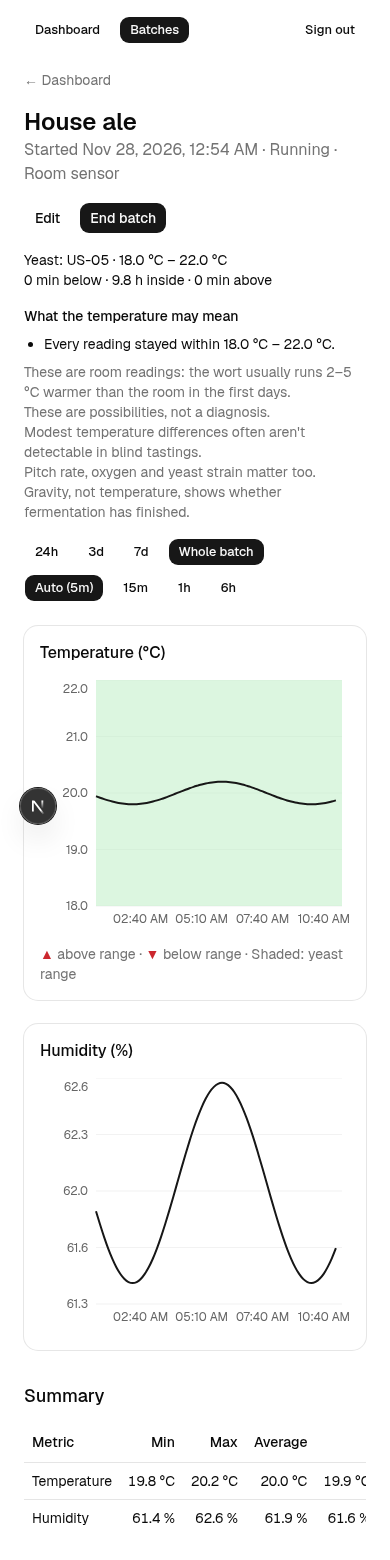 Dashboard Batches Sign out
← Dashboard
House ale
Started Nov 28, 2026, 12:54 AM · Running ·
Room sensor
Edit End batch
Yeast: US-05 · 18.0 °C – 22.0 °C
0 min below · 9.8 h inside · 0 min above
What the temperature may mean
• Every reading stayed within 18.0 °C – 22.0 °C.
These are room readings: the wort usually runs 2–5
°C warmer than the room in the first days.
These are possibilities, not a diagnosis.
Modest temperature differences often aren't
detectable in blind tastings.
Pitch rate, oxygen and yeast strain matter too.
Gravity, not temperature, shows whether
fermentation has finished.
24h 3d 7d Whole batch
Auto (5m) 15m 1h 6h
Temperature (°C)
22.0
21.0
N 20.0
19.0
18.0
02:40 AM 05:10 AM 07:40 AM 10:40 AM
▲ above range · ▼ below range · Shaded: yeast
range
Humidity (%)
62.6
62.3
62.0
61.6
61.3
02:40 AM 05:10 AM 07:40 AM 10:40 AM
Summary
Metric Min Max Average
Temperature 19.8 °C 20.2 °C 20.0 °C 19.9 °C
Humidity 61.4 % 62.6 % 61.9 % 61.6 %